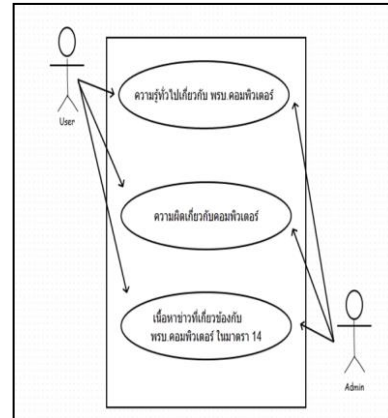 ความรู้ทั่วไปเกี่ยวกับ พรบ.คอมพิวเตอร์
User
ความผิดเกี่ยวกับคอมพิวเตอร์
เนื้อหาข่าวที่เกี่ยวข้องกับ
พรบ.คอมพิวเตอร์ ในมาตรา 14
Admin